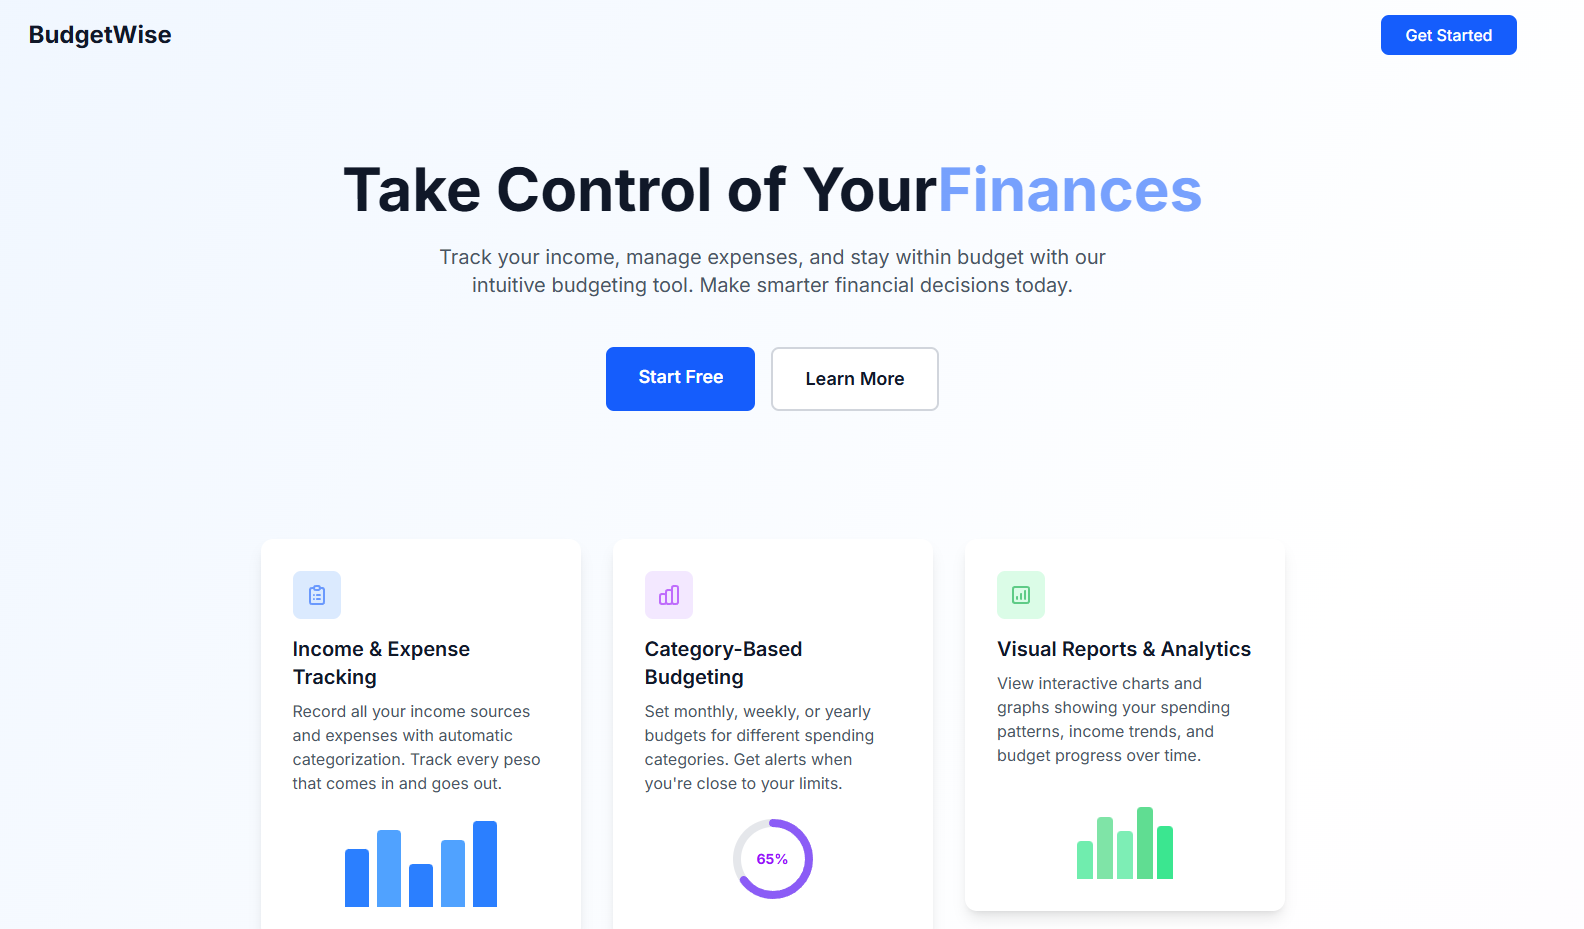 BudgetWise
Get Started
Take Control of YourFinances
Track your income, manage expenses, and stay within budget with our
intuitive budgeting tool. Make smarter financial decisions today.
Start Free
Learn More
Income & Expense
Tracking
Record all your income sources
and expenses with automatic
categorization. Track every peso
that comes in and goes out.
Category-Based
Budgeting
Set monthly, weekly, or yearly
budgets for different spending
categories. Get alerts when
you're close to your limits.
65%
Visual Reports & Analytics
View interactive charts and
graphs showing your spending
patterns, income trends, and
budget progress over time.